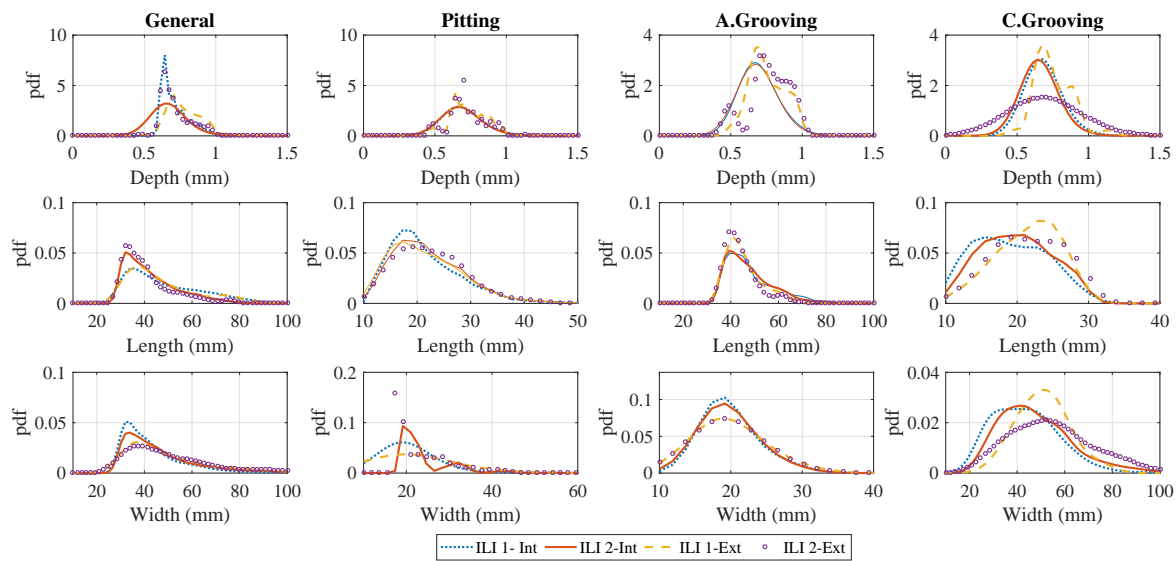 General Pitting A.Grooving C.Grooving
10 10 4 4
pdf pdf pdf pdf
5 5 2 2
0 0 0 0
0 0.5 1 1.5 0 0.5 1 1.5 0 0.5 1 1.5 0 0.5 1 1.5
Depth (mm) Depth (mm) Depth (mm) Depth (mm)
0.1 0.1 0.1 0.1
pdf pdf pdf pdf
0.05 0.05 0.05 0.05
0 0 0 0
20 40 60 80 100 10 20 30 40 50 20 40 60 80 100 10 20 30 40
Length (mm) Length (mm) Length (mm) Length (mm)
0.1 0.2 0.1 0.04
pdf pdf pdf pdf
0.05 0.1 0.05 0.02
0 0 0 0
20 40 60 80 100 20 40 60 10 20 30 40 20 40 60 80 100
Width (mm) Width (mm) Width (mm) Width (mm)
ILI 1- Int ILI 2-Int ILI 1-Ext ILI 2-Ext